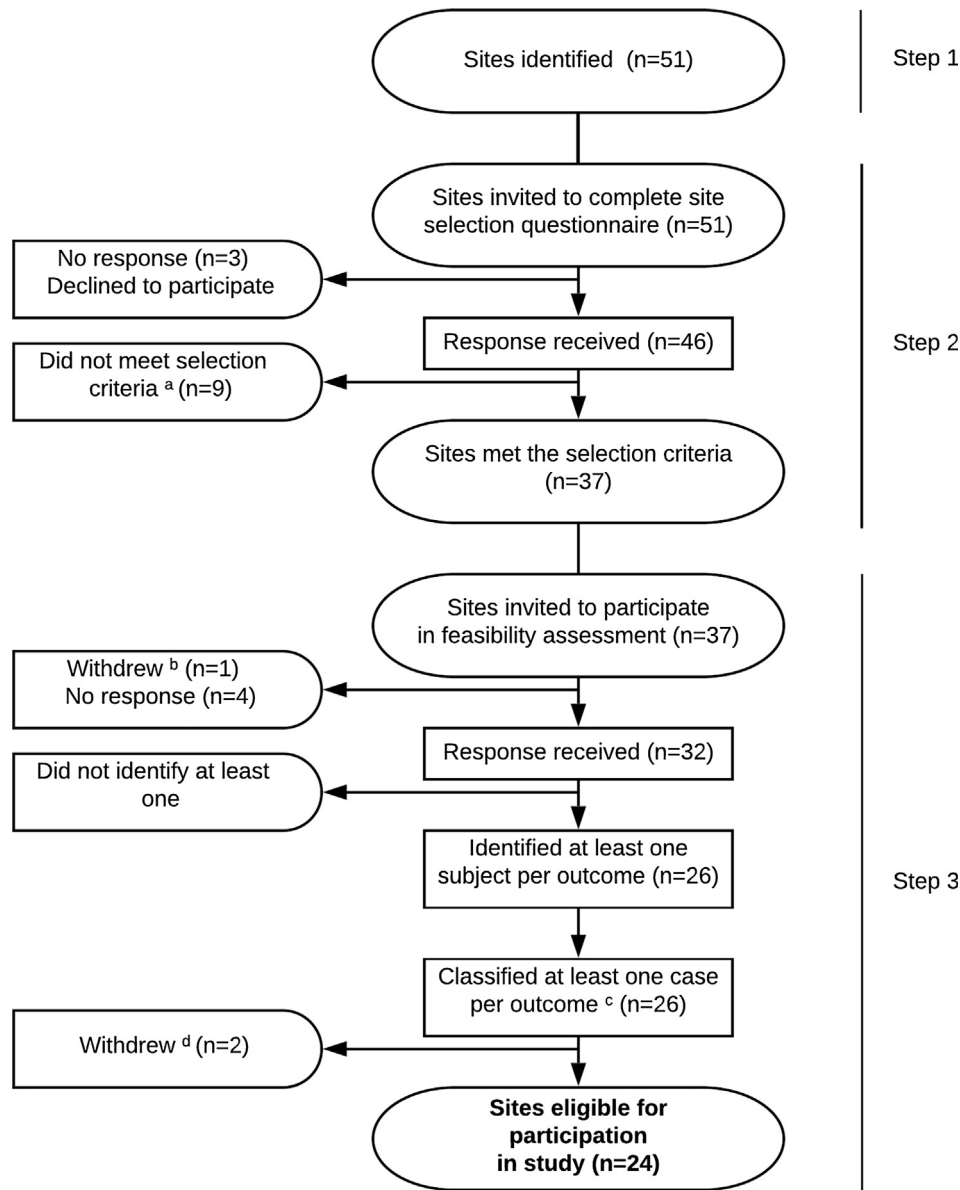 Sites identified (n=51)
Step 1
Sites invited to complete site
selection questionnaire (n=51)
No response (n=3)
Declined to participate
Response received (n=46)
Step 2
Did not meet selection
criteria ᵃ (n=9)
Sites met the selection criteria
(n=37)
Sites invited to participate
in feasibility assessment (n=37)
Withdrew ᵇ (n=1)
No response (n=4)
Response received (n=32)
Did not identify at least
one
Identified at least one
subject per outcome (n=26)
Step 3
Classified at least one case
per outcome ᶜ (n=26)
Withdrew ᵈ (n=2)
Sites eligible for
participation
in study (n=24)